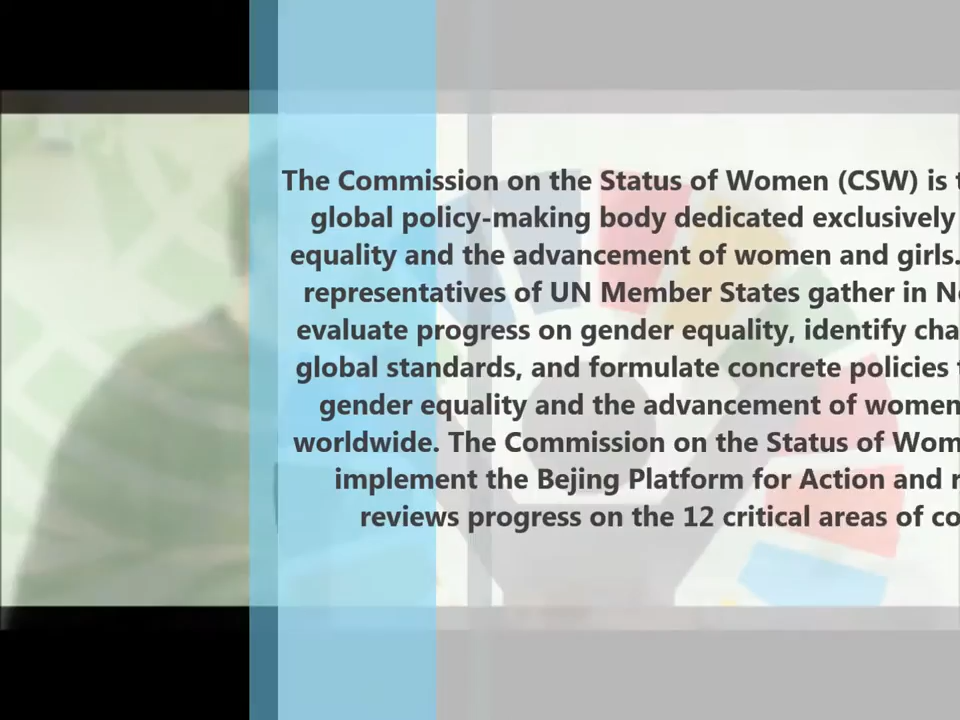 The Commission on the Status of Women (CSW) is
global policy-making body dedicated exclusively
equality and the advancement of women and girls.
representatives of UN Member States gather in
evaluate progress on gender equality, identify
global standards, and formulate concrete policies
gender equality and the advancement of women
worldwide. The Commission on the Status of
implement the Bejing Platform for Action and
reviews progress on the 12 critical areas of